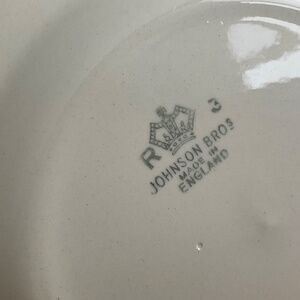 R 3
JOHNSON BROS
MADE IN
ENGLAND